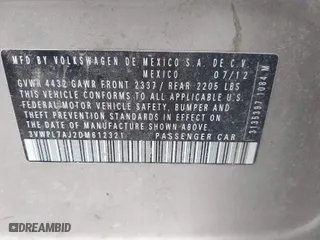 MFD. BY VOLKSWAGEN DE MEXICO S.A. DE C.V.
MEXICO 07/12
GVWR 4432 GAWR FRONT 2337 / REAR 2205 LBS
THIS VEHICLE CONFORMS TO ALL APPLICABLE
FEDERAL MOTOR VEHICLE SAFETY, BUMPER AND
THEFT PREVENTION STANDARDS IN EFFECT
ON THE DATE OF MANUFACTURE SHOWN ABOVE
3VWPL7AJ2DM612321
PASSENGER CAR
313537 1084 M